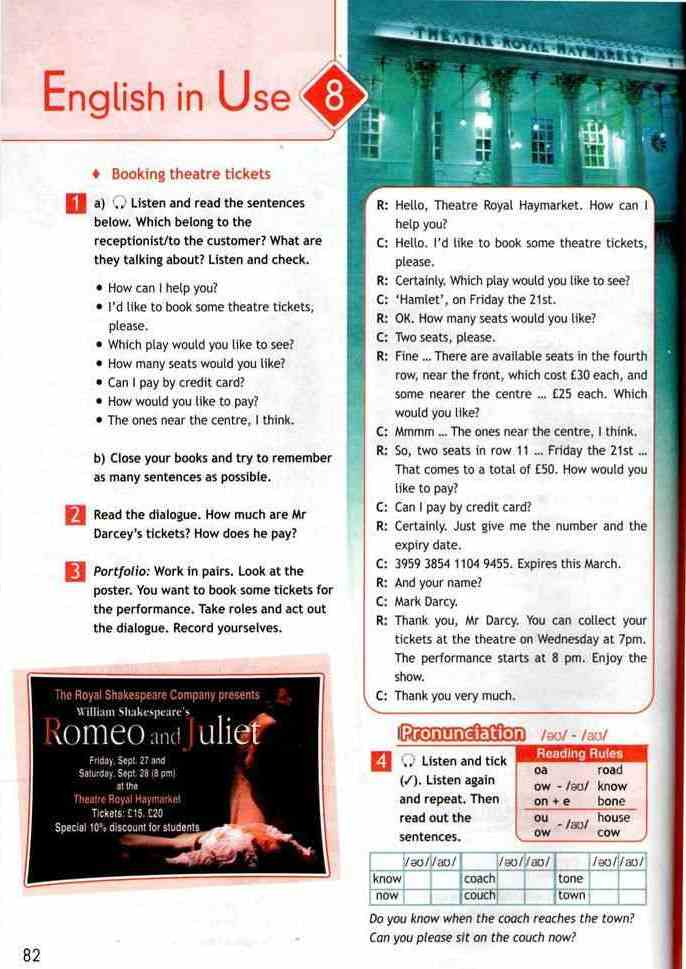 THEATRE ROYAL HAYMARKET
English in Use 8
♦ Booking theatre tickets
1 a) Listen and read the sentences
below. Which belong to the
receptionist/to the customer? What are
they talking about? Listen and check.
• How can I help you?
• I'd like to book some theatre tickets,
please.
• Which play would you like to see?
• How many seats would you like?
• Can I pay by credit card?
• How would you like to pay?
• The ones near the centre, I think.
b) Close your books and try to remember
as many sentences as possible.
2 Read the dialogue. How much are Mr
Darcey's tickets? How does he pay?
3 Portfolio: Work in pairs. Look at the
poster. You want to book some tickets for
the performance. Take roles and act out
the dialogue. Record yourselves.
The Royal Shakespeare Company presents
William Shakespeare's
Romeo and Juliet
Friday, Sept. 27 and
Saturday, Sept. 28 (8 pm)
at the
Theatre Royal Haymarket
Tickets: £15, £20
Special 10% discount for students
82
R: Hello, Theatre Royal Haymarket. How can I
help you?
C: Hello. I'd like to book some theatre tickets,
please.
R: Certainly. Which play would you like to see?
C: 'Hamlet', on Friday the 21st.
R: OK. How many seats would you like?
C: Two seats, please.
R: Fine ... There are available seats in the fourth
row, near the front, which cost £30 each, and
some nearer the centre ... £25 each. Which
would you like?
C: Mmmm ... The ones near the centre, I think.
R: So, two seats in row 11 ... Friday the 21st ...
That comes to a total of £50. How would you
like to pay?
C: Can I pay by credit card?
R: Certainly. Just give me the number and the
expiry date.
C: 3959 3854 1104 9455. Expires this March.
R: And your name?
C: Mark Darcy.
R: Thank you, Mr Darcy. You can collect your
tickets at the theatre on Wednesday at 7pm.
The performance starts at 8 pm. Enjoy the
show.
C: Thank you very much.
Pronunciation /əʊ/ - /aʊ/
4 Listen and tick
(✓). Listen again
and repeat. Then
read out the
sentences.
Reading Rules
oa road
ow - /əʊ/ know
on + e bone
ou house
- /aʊ/
ow cow
/əʊ/ /aʊ/ /əʊ/ /aʊ/ /əʊ/ /aʊ/
know coach tone
now couch town
Do you know when the coach reaches the town?
Can you please sit on the couch now?